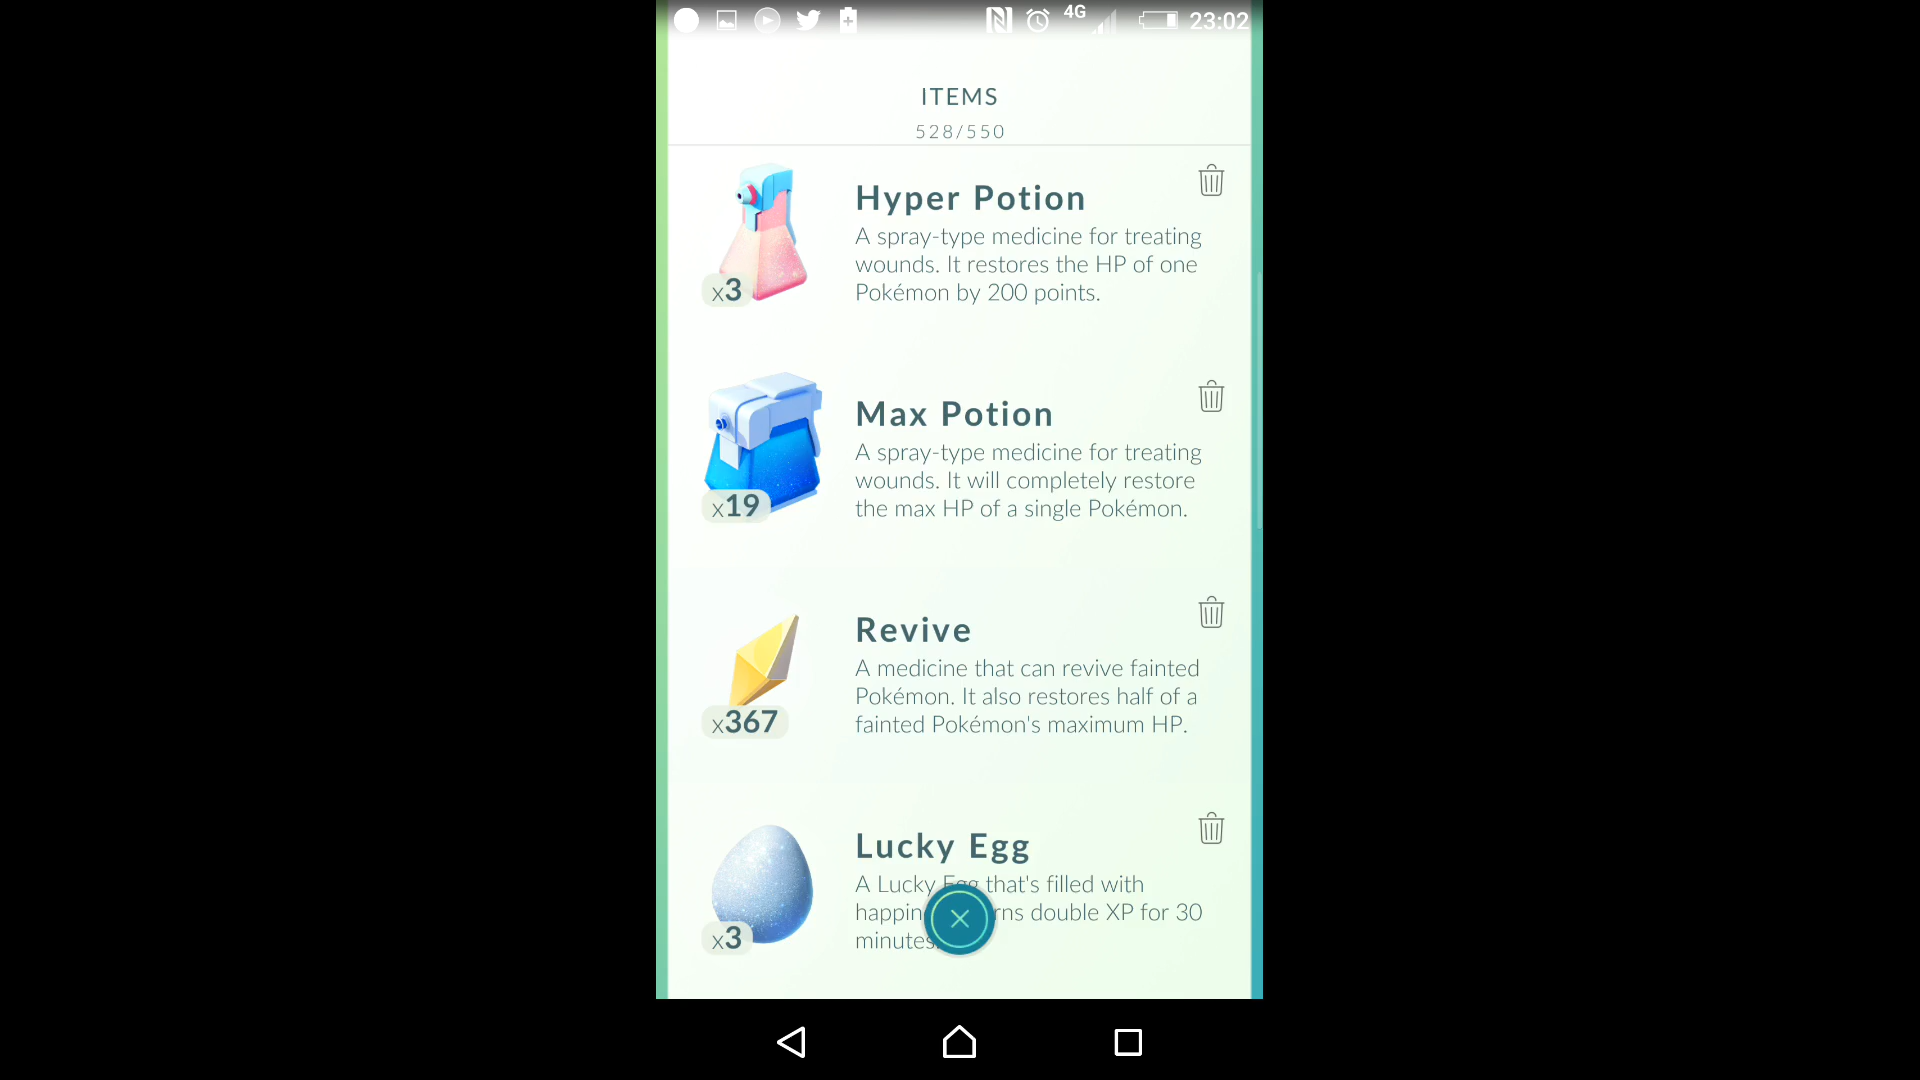 4G 23:02
ITEMS
528/550
Hyper Potion
A spray-type medicine for treating
wounds. It restores the HP of one
Pokémon by 200 points.
x3
Max Potion
A spray-type medicine for treating
wounds. It will completely restore
the max HP of a single Pokémon.
x19
Revive
A medicine that can revive fainted
Pokémon. It also restores half of a
fainted Pokémon's maximum HP.
x367
Lucky Egg
A Lucky Egg that's filled with
double XP for 30
minutes
x3